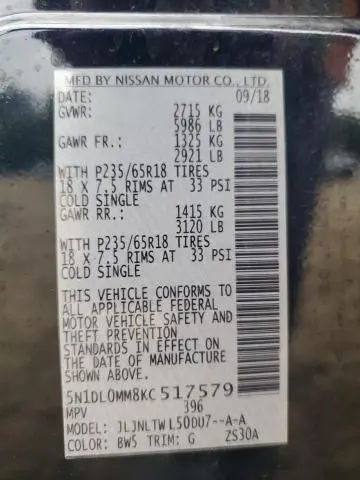 MFD BY NISSAN MOTOR CO., LTD.
DATE: 09/18
GVWR: 2715 KG
5986 LB
GAWR FR.: 1325 KG
2921 LB
WITH P235/65R18 TIRES
18 X 7.5 RIMS AT 33 PSI
COLD SINGLE
GAWR RR.: 1415 KG
3120 LB
WITH P235/65R18 TIRES
18 X 7.5 RIMS AT 33 PSI
COLD SINGLE
THIS VEHICLE CONFORMS TO
ALL APPLICABLE FEDERAL
MOTOR VEHICLE SAFETY AND
THEFT PREVENTION
STANDARDS IN EFFECT ON
THE DATE OF MANUFACTURE
SHOWN ABOVE.
5N1DL0MM8KC517579
MPV 396
MODEL: JLJNLTWL50DU7--A-A
COLOR: BW5 TRIM: G ZS30A